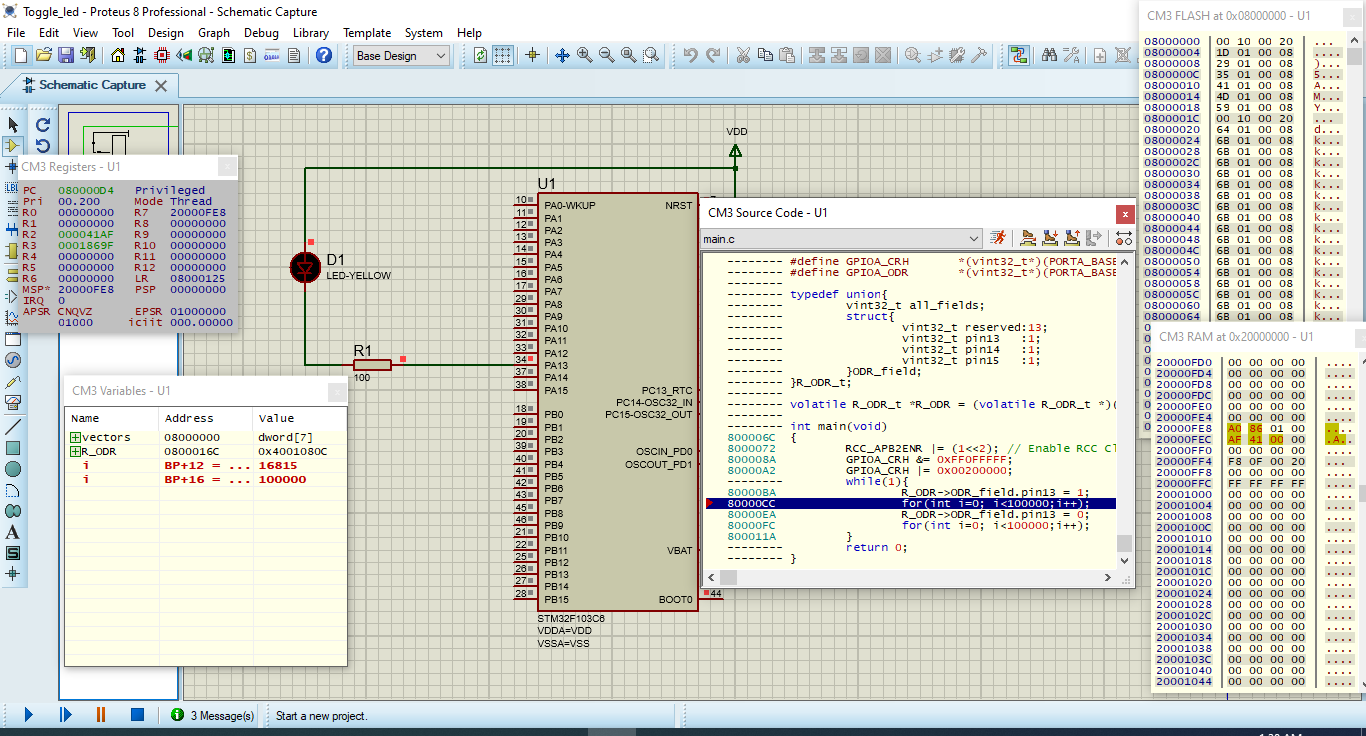 Toggle_led - Proteus 8 Professional - Schematic Capture
File Edit View Tool Design Graph Debug Library Template System Help
Base Design
Schematic Capture
CM3 Registers - U1
PC 080000D4 Privileged
Pri 00.200 Mode Thread
R0 00000000 R7 20000FE8
R1 00000000 R8 00000000
R2 000041AF R9 00000000
R3 0001869F R10 00000000
R4 00000000 R11 00000000
R5 00000000 R12 00000000
R6 00000000 LR 08000125
MSP* 20000FE8 PSP 00000000
IRQ 0
APSR CNQVZ EPSR 01000000
01000 iciit 000.00000
CM3 Variables - U1
Name Address Value
vectors 08000000 dword[7]
R_ODR 0800016C 0x4001080C
i BP+12 = ... 16815
i BP+16 = ... 100000
VDD
D1
LED-YELLOW
R1
100
U1
10 PA0-WKUP NRST
11 PA1
12 PA2
13 PA3
14 PA4
15 PA5
16 PA6
17 PA7
29 PA8
30 PA9
31 PA10
32 PA11
33 PA12
34 PA13
37 PA14
38 PA15
PC13_RTC
PC14-OSC32_IN
PC15-OSC32_OUT
18 PB0
19 PB1
20 PB2
39 PB3 OSCIN_PD0
40 PB4 OSCOUT_PD1
41 PB5
42 PB6
43 PB7
45 PB8
46 PB9
21 PB10
22 PB11 VBAT
25 PB12
26 PB13
27 PB14
28 PB15 BOOT0 44
STM32F103C6
VDDA=VDD
VSSA=VSS
CM3 Source Code - U1
main.c
-------- #define GPIOA_CRH *(vint32_t*)(PORTA_BASE
-------- #define GPIOA_ODR *(vint32_t*)(PORTA_BASE
--------
-------- typedef union{
-------- vint32_t all_fields;
-------- struct{
-------- vint32_t reserved:13;
-------- vint32_t pin13 :1;
-------- vint32_t pin14 :1;
-------- vint32_t pin15 :1;
-------- }ODR_field;
-------- }R_ODR_t;
--------
-------- volatile R_ODR_t *R_ODR = (volatile R_ODR_t *)(
--------
-------- int main(void)
800006C {
8000072 RCC_APB2ENR |= (1<<2); // Enable RCC Cl
800008A GPIOA_CRH &= 0xFF0FFFFF;
80000A2 GPIOA_CRH |= 0x00200000;
-------- while(1){
80000BA R_ODR->ODR_field.pin13 = 1;
80000CC for(int i=0; i<100000;i++);
80000EA R_ODR->ODR_field.pin13 = 0;
80000FC for(int i=0; i<100000;i++);
800011A }
-------- return 0;
-------- }
CM3 FLASH at 0x08000000 - U1
08000000 00 10 00 20 ...
08000004 1D 01 00 08 ....
08000008 29 01 00 08 )...
0800000C 35 01 00 08 5...
08000010 41 01 00 08 A...
08000014 4D 01 00 08 M...
08000018 59 01 00 08 Y...
0800001C 00 10 00 20 ...
08000020 64 01 00 08 d...
08000024 6B 01 00 08 k...
08000028 6B 01 00 08 k...
0800002C 6B 01 00 08 k...
08000030 6B 01 00 08 k...
08000034 6B 01 00 08 k...
08000038 6B 01 00 08 k...
0800003C 6B 01 00 08 k...
08000040 6B 01 00 08 k...
08000044 6B 01 00 08 k...
08000048 6B 01 00 08 k...
0800004C 6B 01 00 08 k...
08000050 6B 01 00 08 k...
08000054 6B 01 00 08 k...
08000058 6B 01 00 08 k...
0800005C 6B 01 00 08 k...
08000060 6B 01 00 08 k...
08000064 6B 01 00 08 k...
CM3 RAM at 0x20000000 - U1
20000FD0 00 00 00 00 ....
20000FD4 00 00 00 00 ....
20000FD8 00 00 00 00 ....
20000FDC 00 00 00 00 ....
20000FE0 00 00 00 00 ....
20000FE4 00 00 00 00 ....
20000FE8 A0 86 01 00 ....
20000FEC AF 41 00 00 .A..
20000FF0 00 00 00 00 ....
20000FF4 F8 0F 00 20 ...
20000FF8 00 00 00 00 ....
20000FFC FF FF FF FF ....
20001000 00 00 00 00 ....
20001004 00 00 00 00 ....
20001008 00 00 00 00 ....
2000100C 00 00 00 00 ....
20001010 00 00 00 00 ....
20001014 00 00 00 00 ....
20001018 00 00 00 00 ....
2000101C 00 00 00 00 ....
20001020 00 00 00 00 ....
20001024 00 00 00 00 ....
20001028 00 00 00 00 ....
2000102C 00 00 00 00 ....
20001030 00 00 00 00 ....
20001034 00 00 00 00 ....
20001038 00 00 00 00 ....
2000103C 00 00 00 00 ....
20001040 00 00 00 00 ....
20001044 00 00 00 00 ....
3 Message(s) Start a new project.